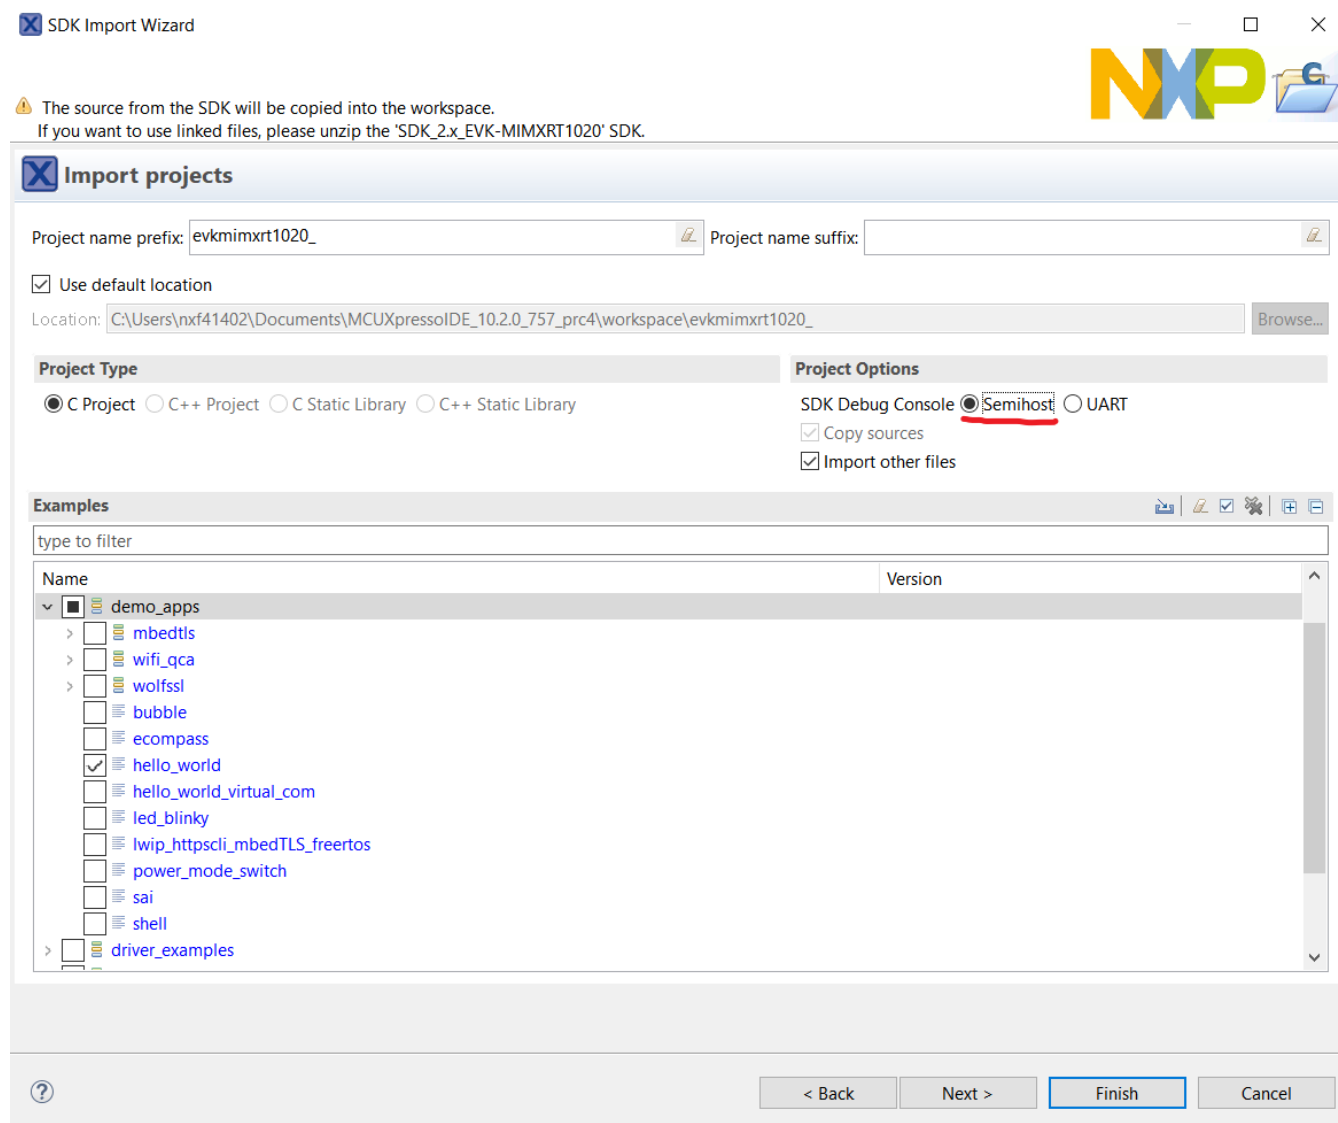 SDK Import Wizard
NXP
The source from the SDK will be copied into the workspace.
If you want to use linked files, please unzip the 'SDK_2.x_EVK-MIMXRT1020' SDK.
Import projects
Project name prefix: evkmimxrt1020_ Project name suffix:
Use default location
Location: C:\Users\nxf41402\Documents\MCUXpressoIDE_10.2.0_757_prc4\workspace\evkmimxrt1020_ Browse...
Project Type Project Options
C Project C++ Project C Static Library C++ Static Library SDK Debug Console Semihost UART
Copy sources
Import other files
Examples
type to filter
Name Version
demo_apps
mbedtls
wifi_qca
wolfssl
bubble
ecompass
hello_world
hello_world_virtual_com
led_blinky
lwip_httpscli_mbedTLS_freertos
power_mode_switch
sai
shell
driver_examples
< Back Next > Finish Cancel